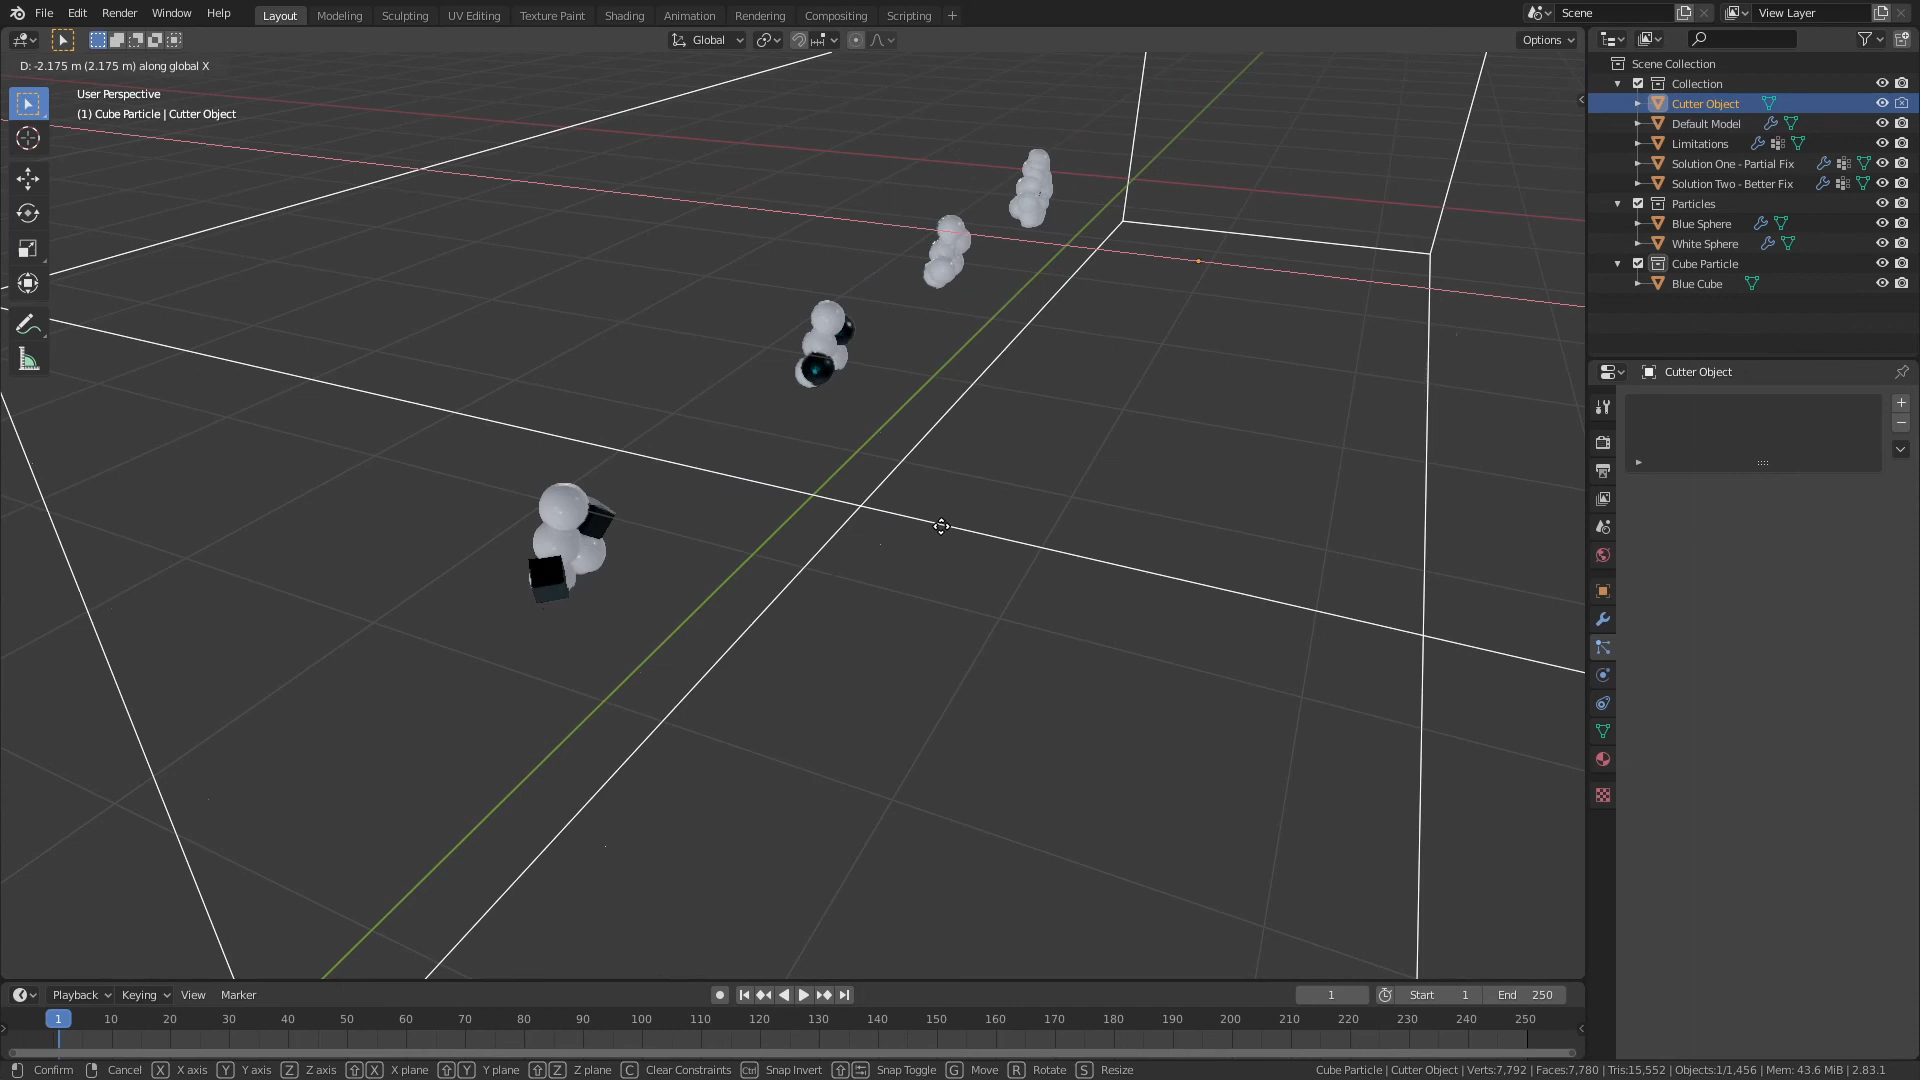 File Edit Render Window Help Layout Modeling Sculpting UV Editing Texture Paint Shading Animation Rendering Compositing Scripting + Scene View Layer
Global Options
D: -2.175 m (2.175 m) along global X
User Perspective
(1) Cube Particle | Cutter Object
Scene Collection
Collection
Cutter Object
Default Model
Limitations
Solution One - Partial Fix
Solution Two - Better Fix
Particles
Blue Sphere
White Sphere
Cube Particle
Blue Cube
Cutter Object
Playback Keying View Marker 1 Start 1 End 250
1 10 20 30 40 50 60 70 80 90 100 110 120 130 140 150 160 170 180 190 200 210 220 230 240 250
Confirm Cancel X X axis Y Y axis Z Z axis X X plane Y Y plane Z Z plane C Clear Constraints Ctrl Snap Invert Snap Toggle G Move R Rotate S Resize Cube Particle | Cutter Object | Verts:7,792 | Faces:7,780 | Tris:15,552 | Objects:1/1,456 | Mem: 43.6 MiB | 2.83.1